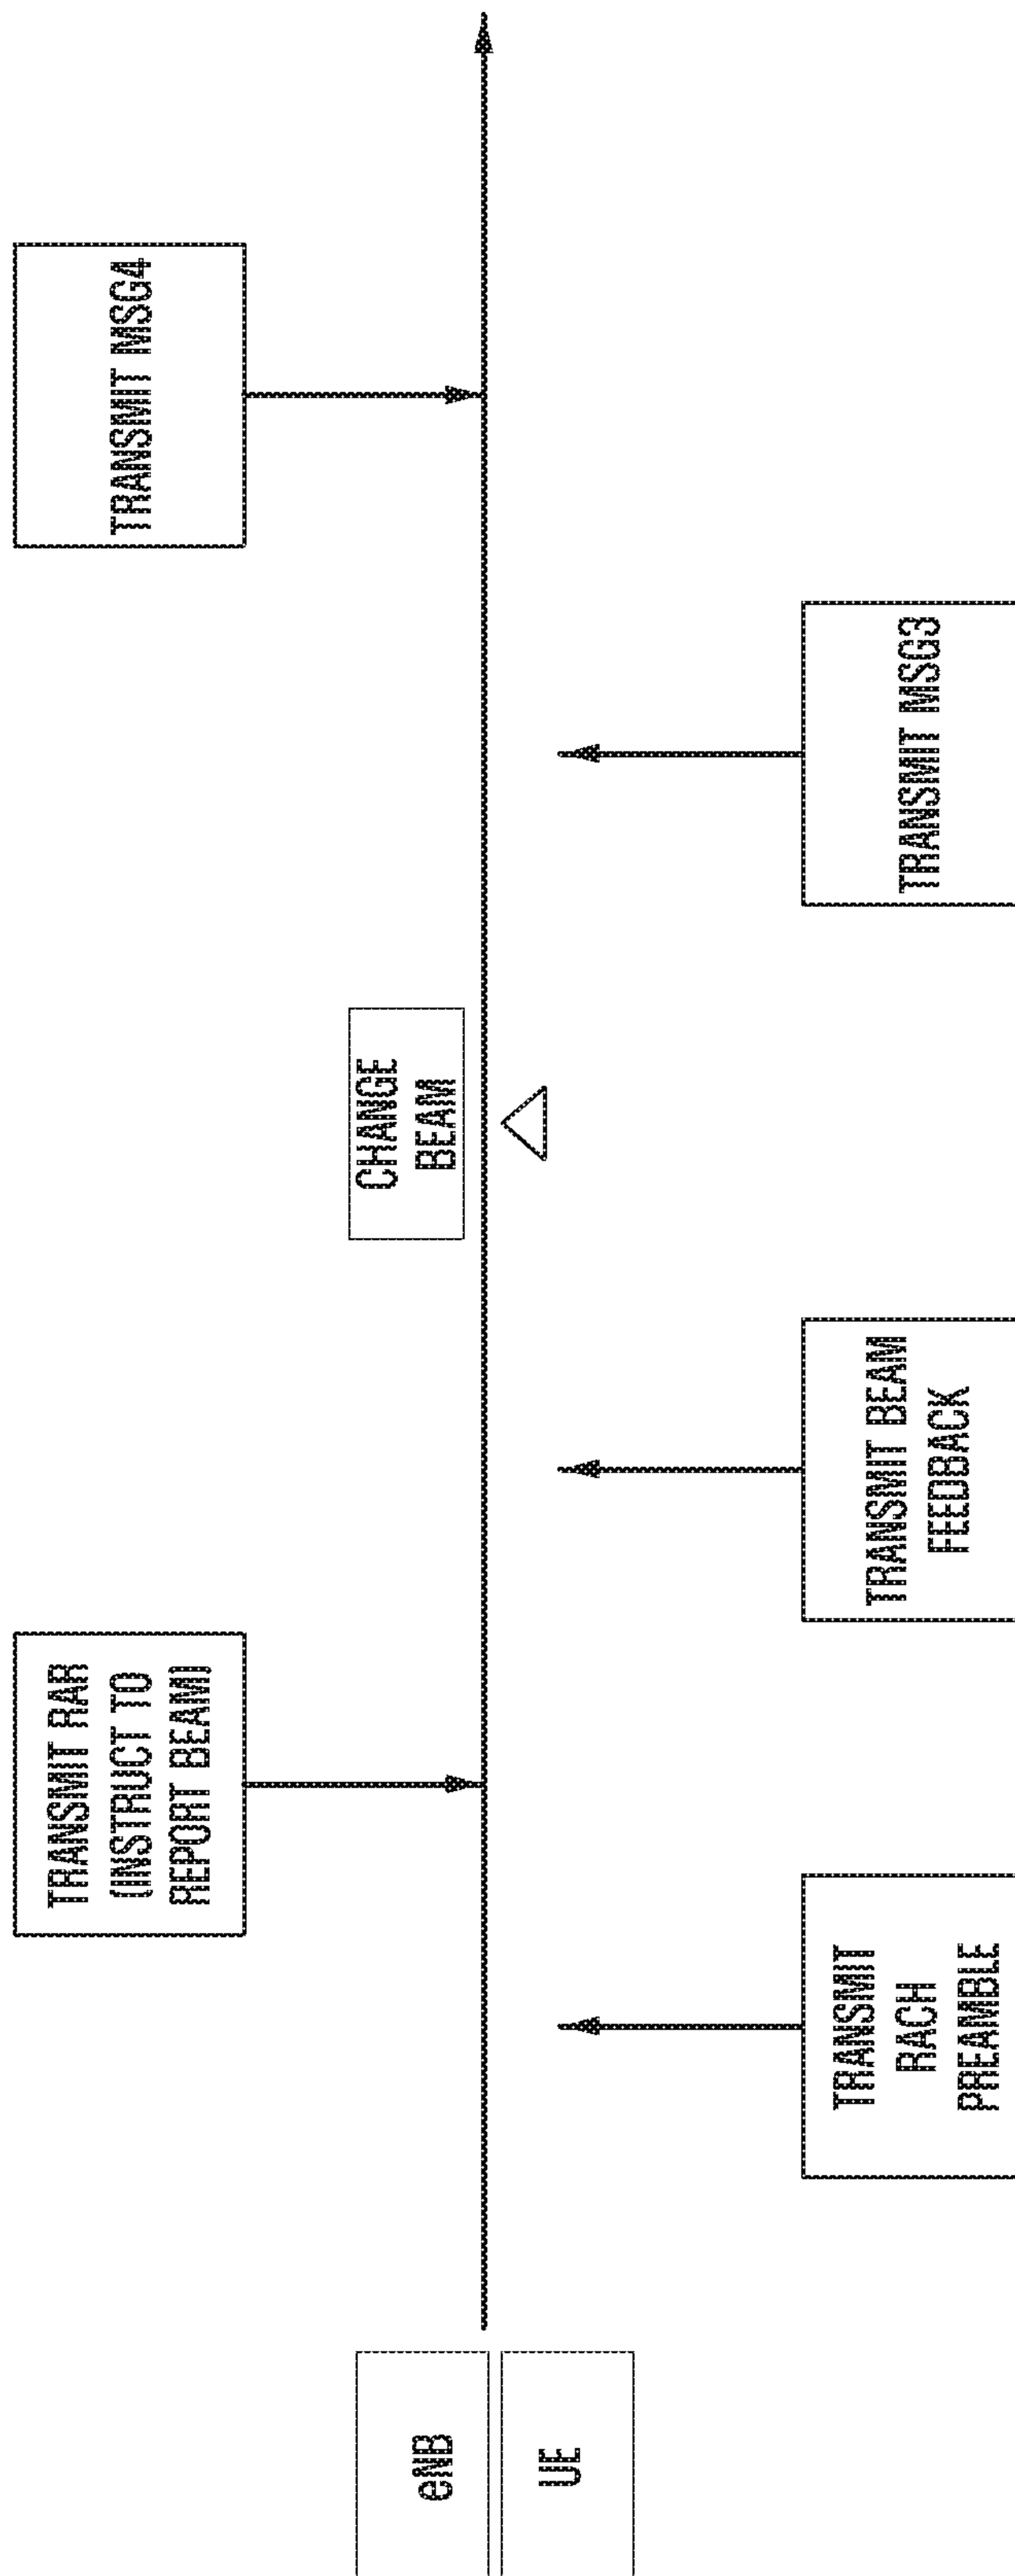 TRANSMIT RAR
(INSTRUCT TO
REPORT BEAM)
TRANSMIT MSG4
CHANGE
BEAM
eNB
UE
TRANSMIT
RACH
PREAMBLE
TRANSMIT BEAM
FEEDBACK
TRANSMIT MSG3